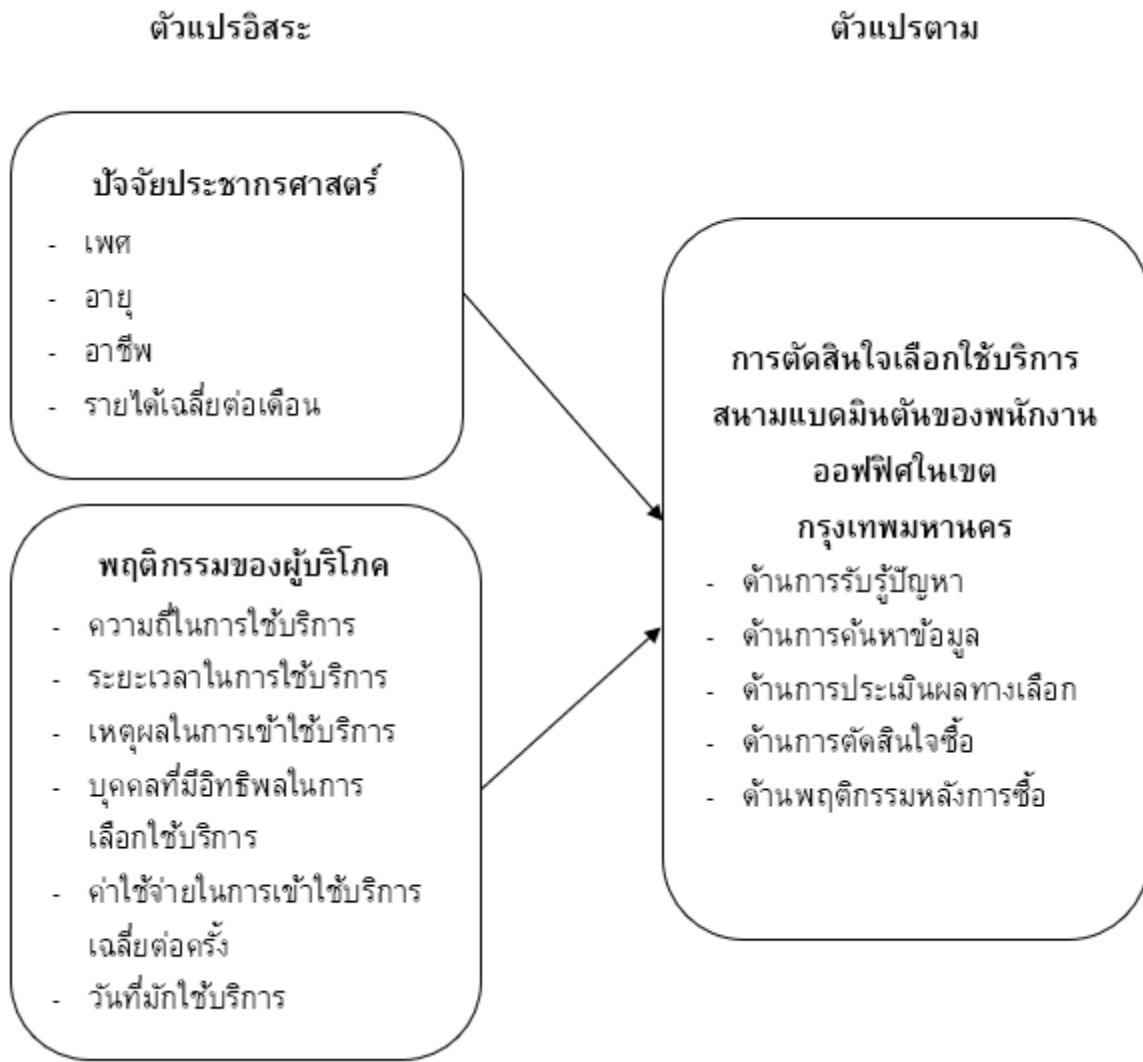 ตัวแปรอิสระ
ตัวแปรตาม
ปัจจัยประชากรศาสตร์
- เพศ
- อายุ
- อาชีพ
- รายได้เฉลี่ยต่อเดือน
พฤติกรรมของผู้บริโภค
- ความถี่ในการใช้บริการ
- ระยะเวลาในการใช้บริการ
- เหตุผลในการเข้าใช้บริการ
- บุคคลที่มีอิทธิพลในการ
เลือกใช้บริการ
- ค่าใช้จ่ายในการเข้าใช้บริการ
เฉลี่ยต่อครั้ง
- วันที่มักใช้บริการ
การตัดสินใจเลือกใช้บริการ
สนามแบดมินตันของพนักงาน
ออฟฟิศในเขต
กรุงเทพมหานคร
- ด้านการรับรู้ปัญหา
- ด้านการค้นหาข้อมูล
- ด้านการประเมินผลทางเลือก
- ด้านการตัดสินใจซื้อ
- ด้านพฤติกรรมหลังการซื้อ